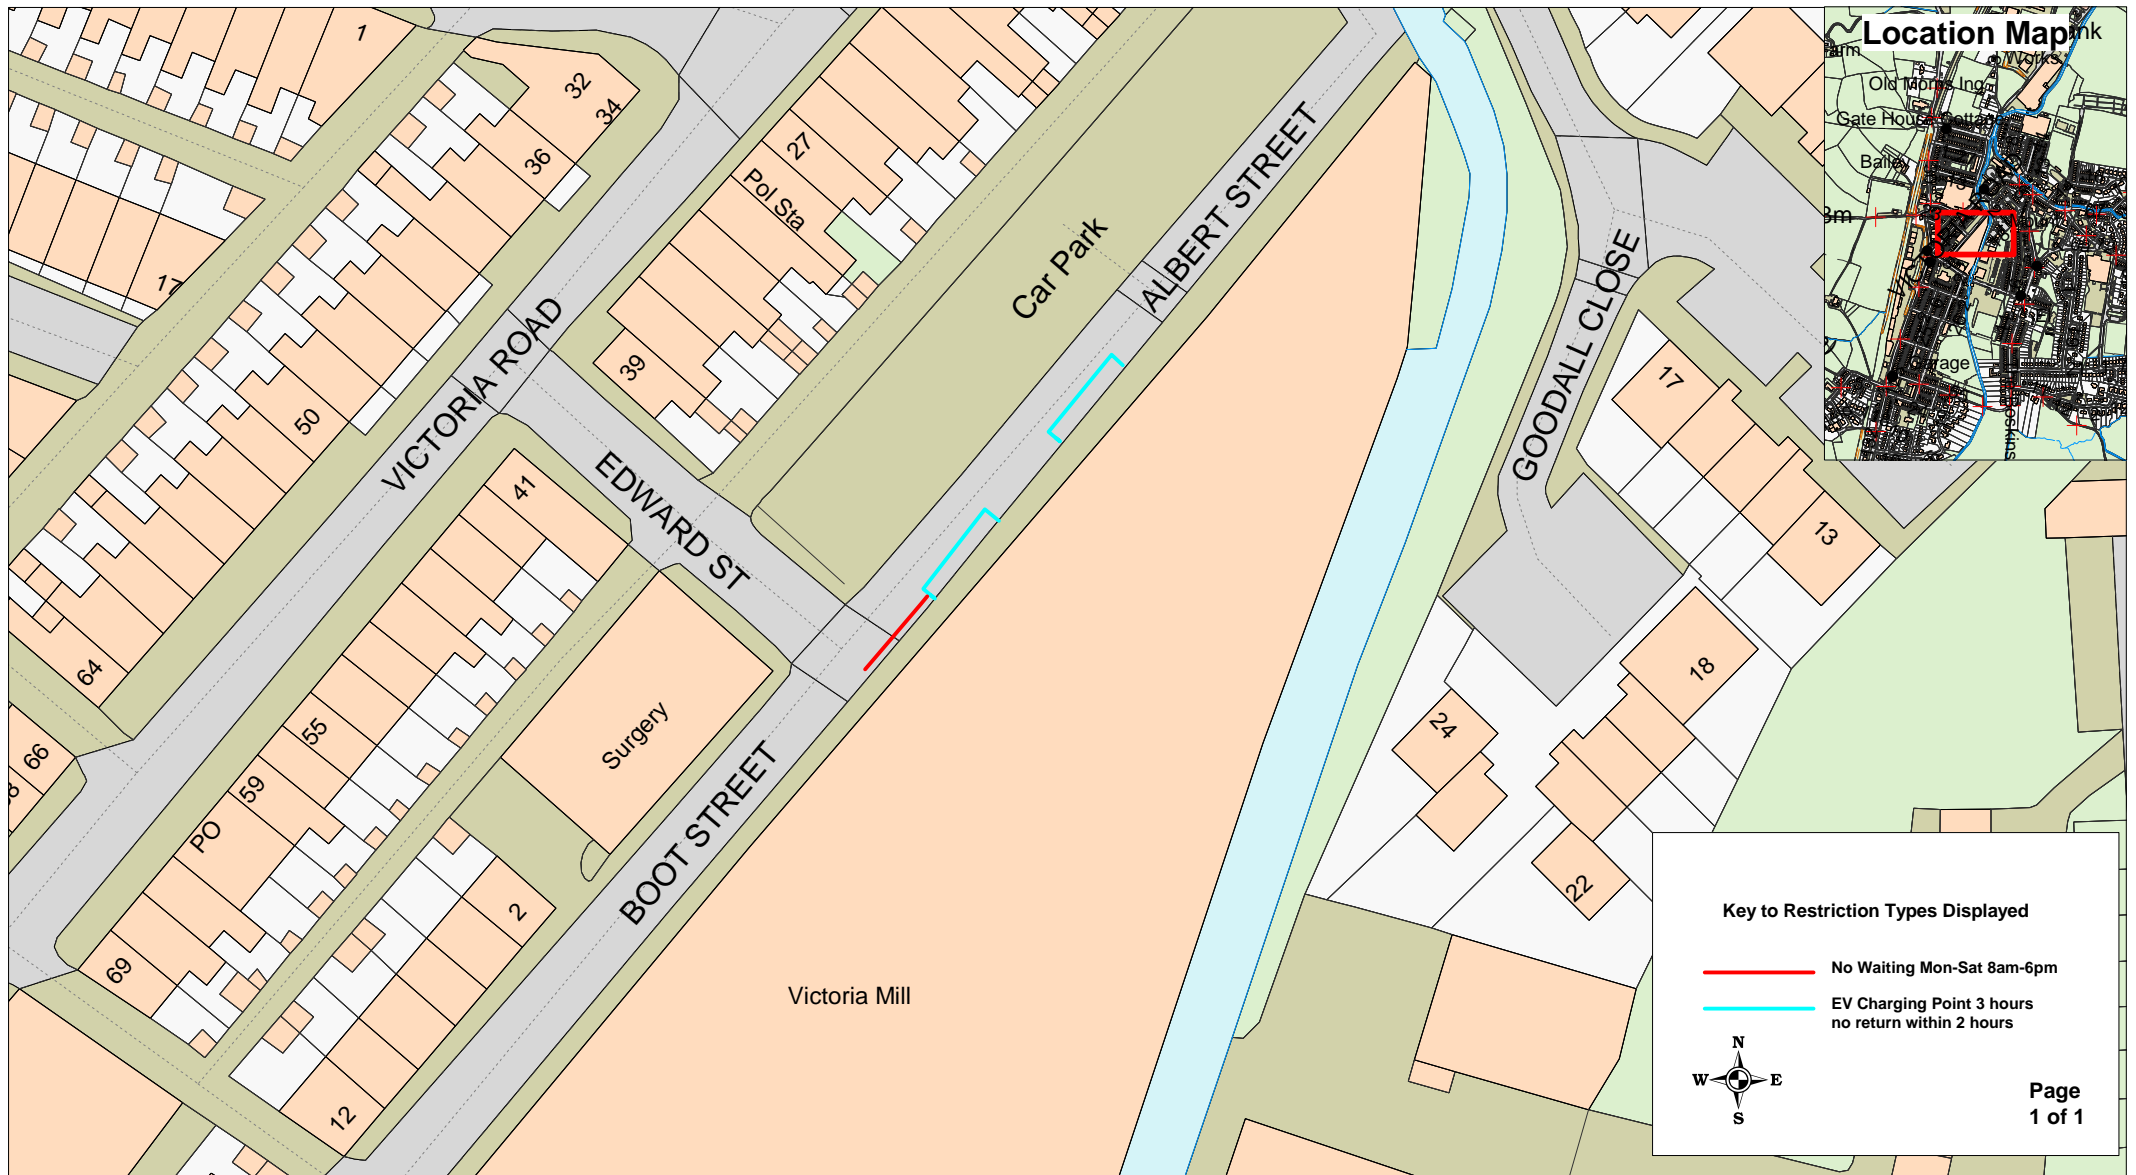 1
32
34
36
17
50
64
66
27
Pol Sta
39
VICTORIA ROAD
EDWARD ST
41
55
59
PO
69
2
12
Surgery
BOOT STREET
Car Park
ALBERT STREET
Victoria Mill
GOODALL CLOSE
17
13
18
24
22
Location Map
Works
Old Morris Ing
Gate House Cottage
Bailey
Key to Restriction Types Displayed
No Waiting Mon-Sat 8am-6pm
EV Charging Point 3 hours
no return within 2 hours
N
W
E
S
Page
1 of 1